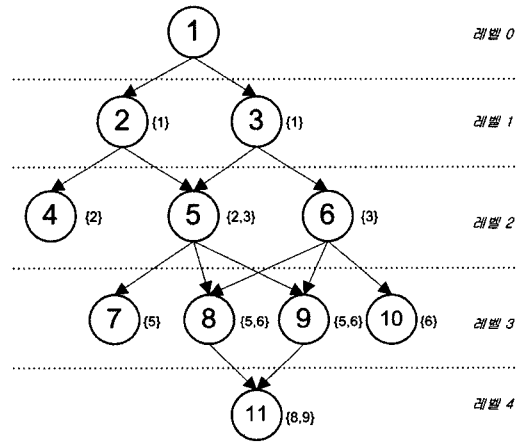 1 레벨 0
2 {1} 3 {1} 레벨 1
4 {2} 5 {2,3} 6 {3} 레벨 2
7 {5} 8 {5,6} 9 {5,6} 10 {6} 레벨 3
11 {8,9} 레벨 4